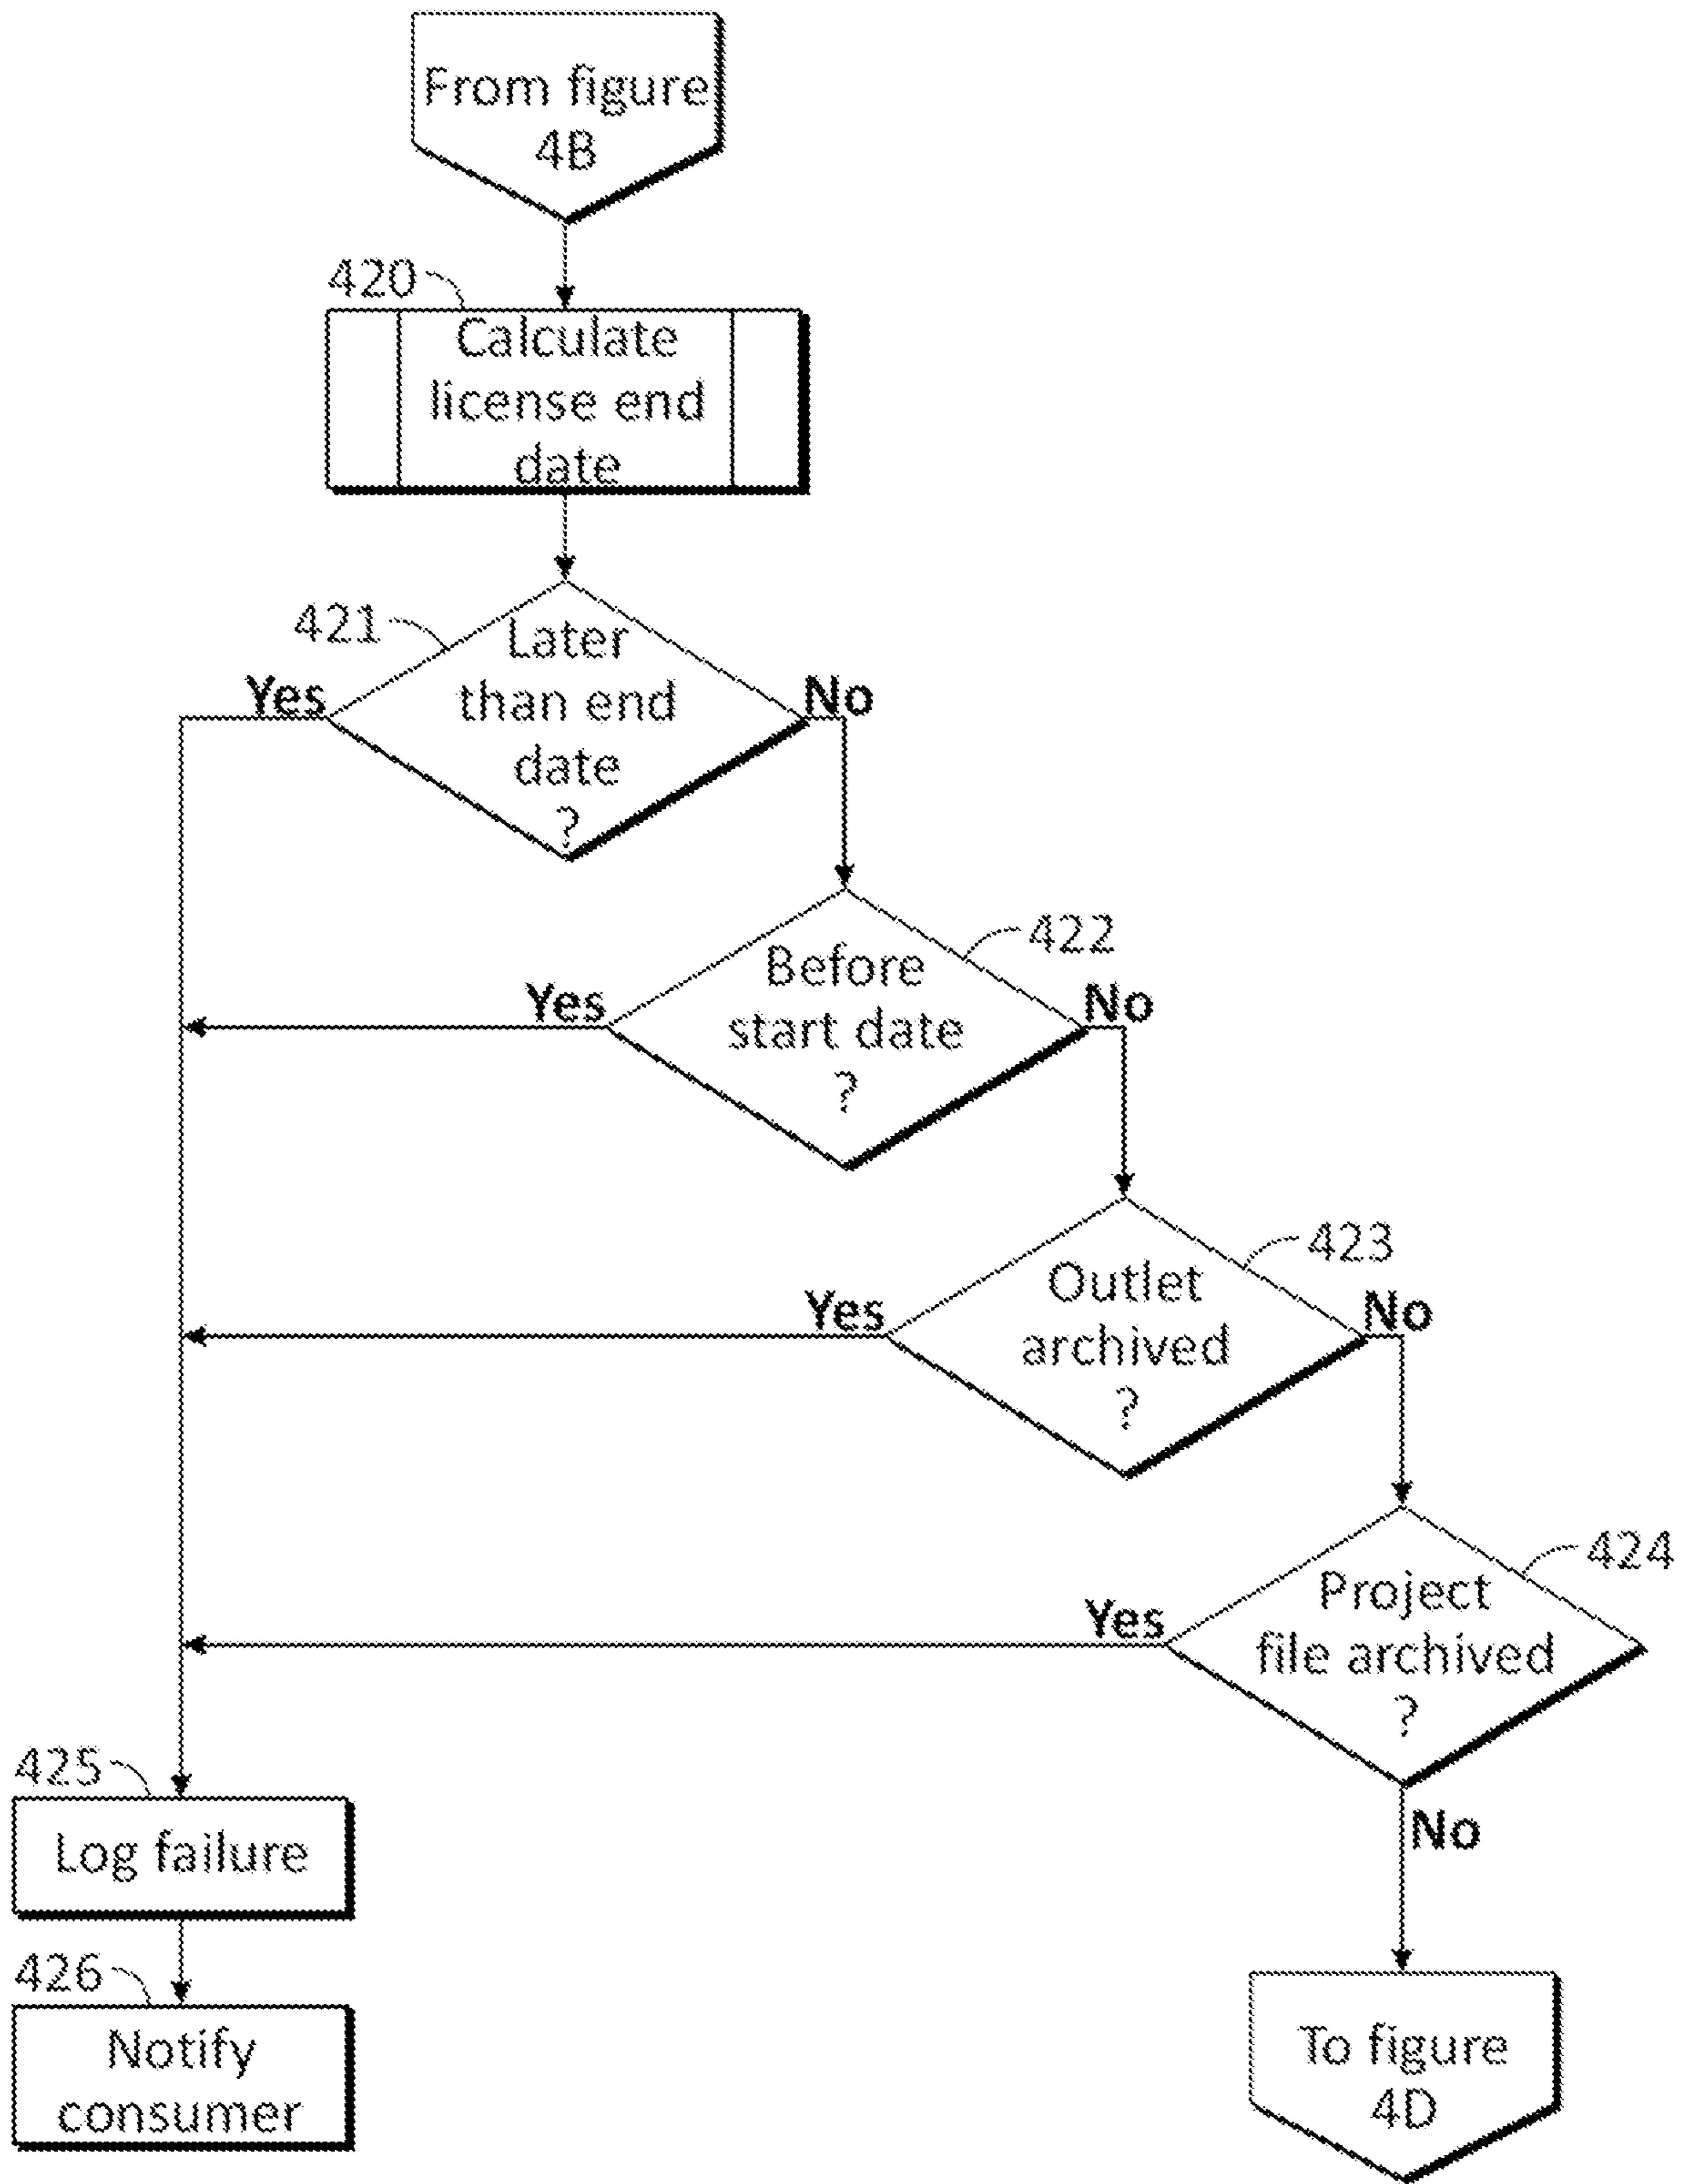 From figure
4B
420
Calculate
license end
date
421
Later
than end
date
?
Yes
No
422
Before
start date
?
Yes
No
423
Outlet
archived
?
Yes
No
424
Project
file archived
?
Yes
No
425
Log failure
426
Notify
consumer
To figure
4D